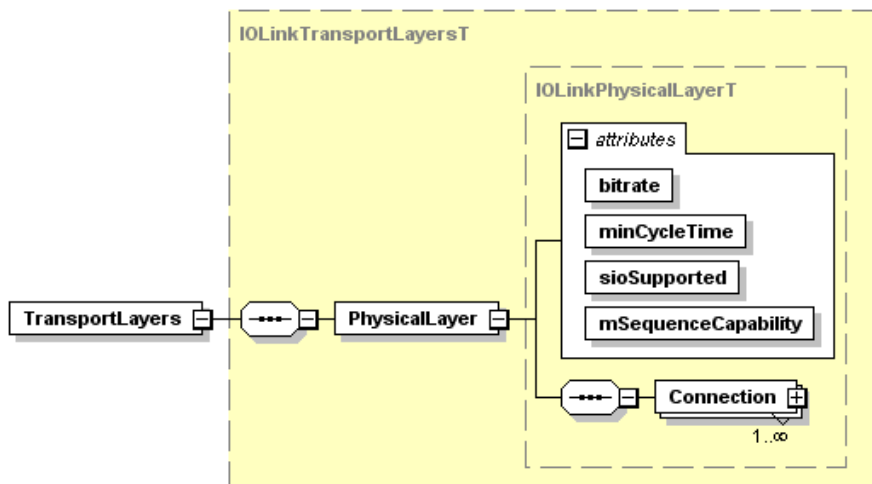 IOLinkTransportLayersT
IOLinkPhysicalLayerT
attributes
bitrate
minCycleTime
sioSupported
mSequenceCapability
TransportLayers
PhysicalLayer
Connection
1..∞